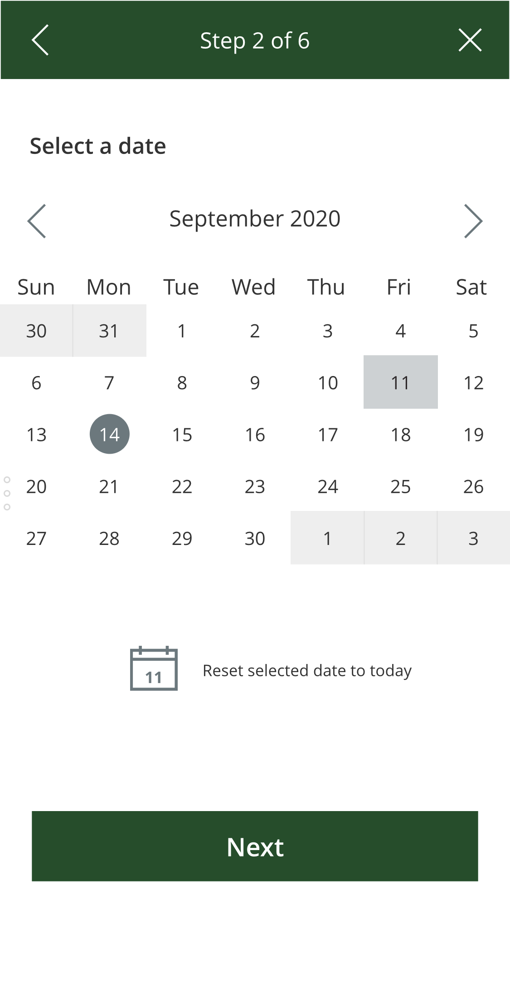 Step 2 of 6
Select a date
September 2020
Sun Mon Tue Wed Thu Fri Sat
30 31 1 2 3 4 5
6 7 8 9 10 11 12
13 14 15 16 17 18 19
20 21 22 23 24 25 26
27 28 29 30 1 2 3
11 Reset selected date to today
Next